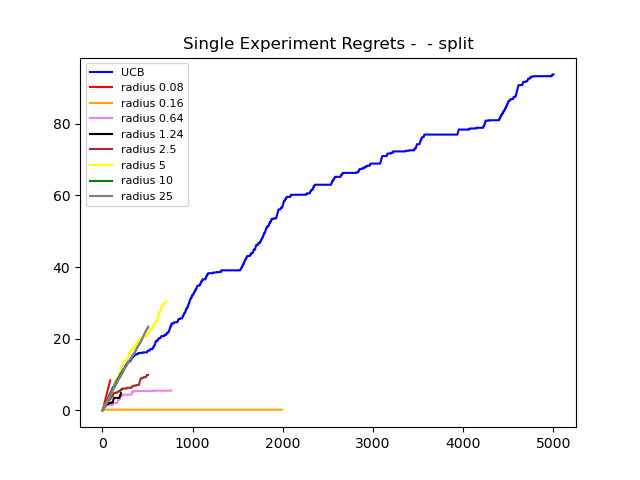 Single Experiment Regrets -  - split
UCB
radius 0.08
radius 0.16
radius 0.64
radius 1.24
radius 2.5
radius 5
radius 10
radius 25
80
60
40
20
0
0 1000 2000 3000 4000 5000